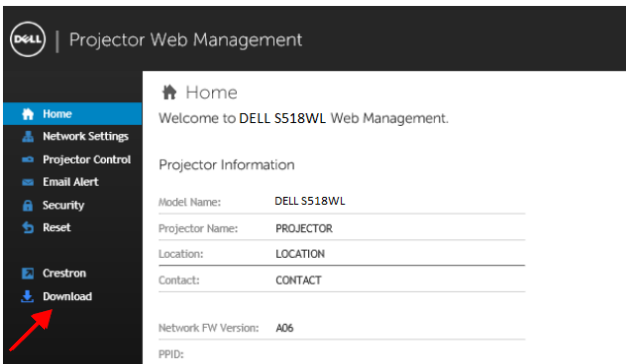 DELL | Projector Web Management
Home
Network Settings
Projector Control
Email Alert
Security
Reset
Crestron
Download
Home
Welcome to DELL S518WL Web Management.
Projector Information
Model Name: DELL S518WL
Projector Name: PROJECTOR
Location: LOCATION
Contact: CONTACT
Network FW Version: A06
PPID: